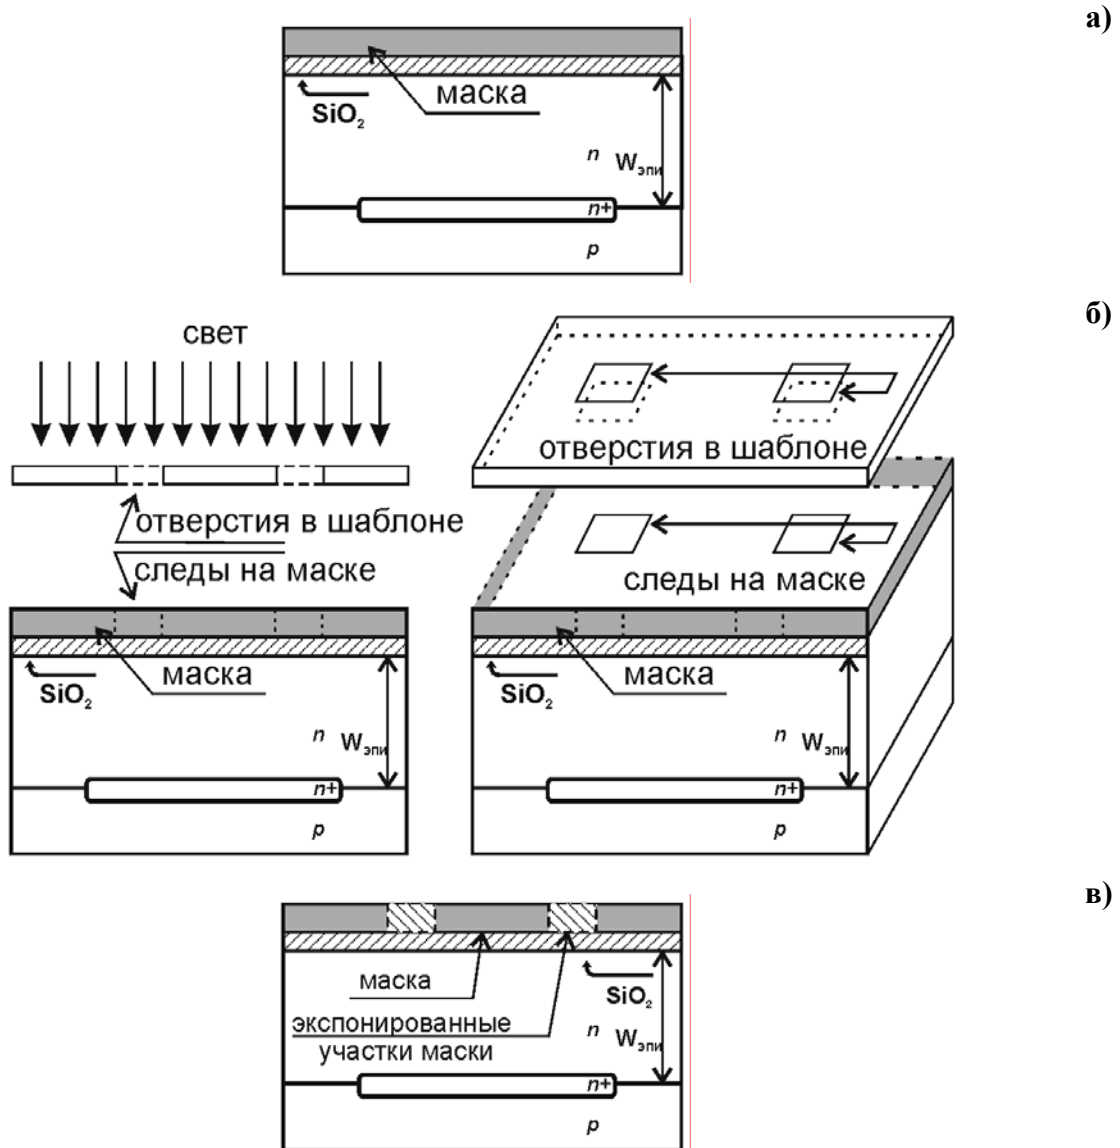 а)
маска
SiO₂
n Wэпи
n+
p
б)
свет
отверстия в шаблоне
следы на маске
маска
SiO₂
n Wэпи
n+
p
отверстия в шаблоне
следы на маске
маска
SiO₂
n Wэпи
n+
p
в)
маска
SiO₂
экспонированные
участки маски
n Wэпи
n+
p